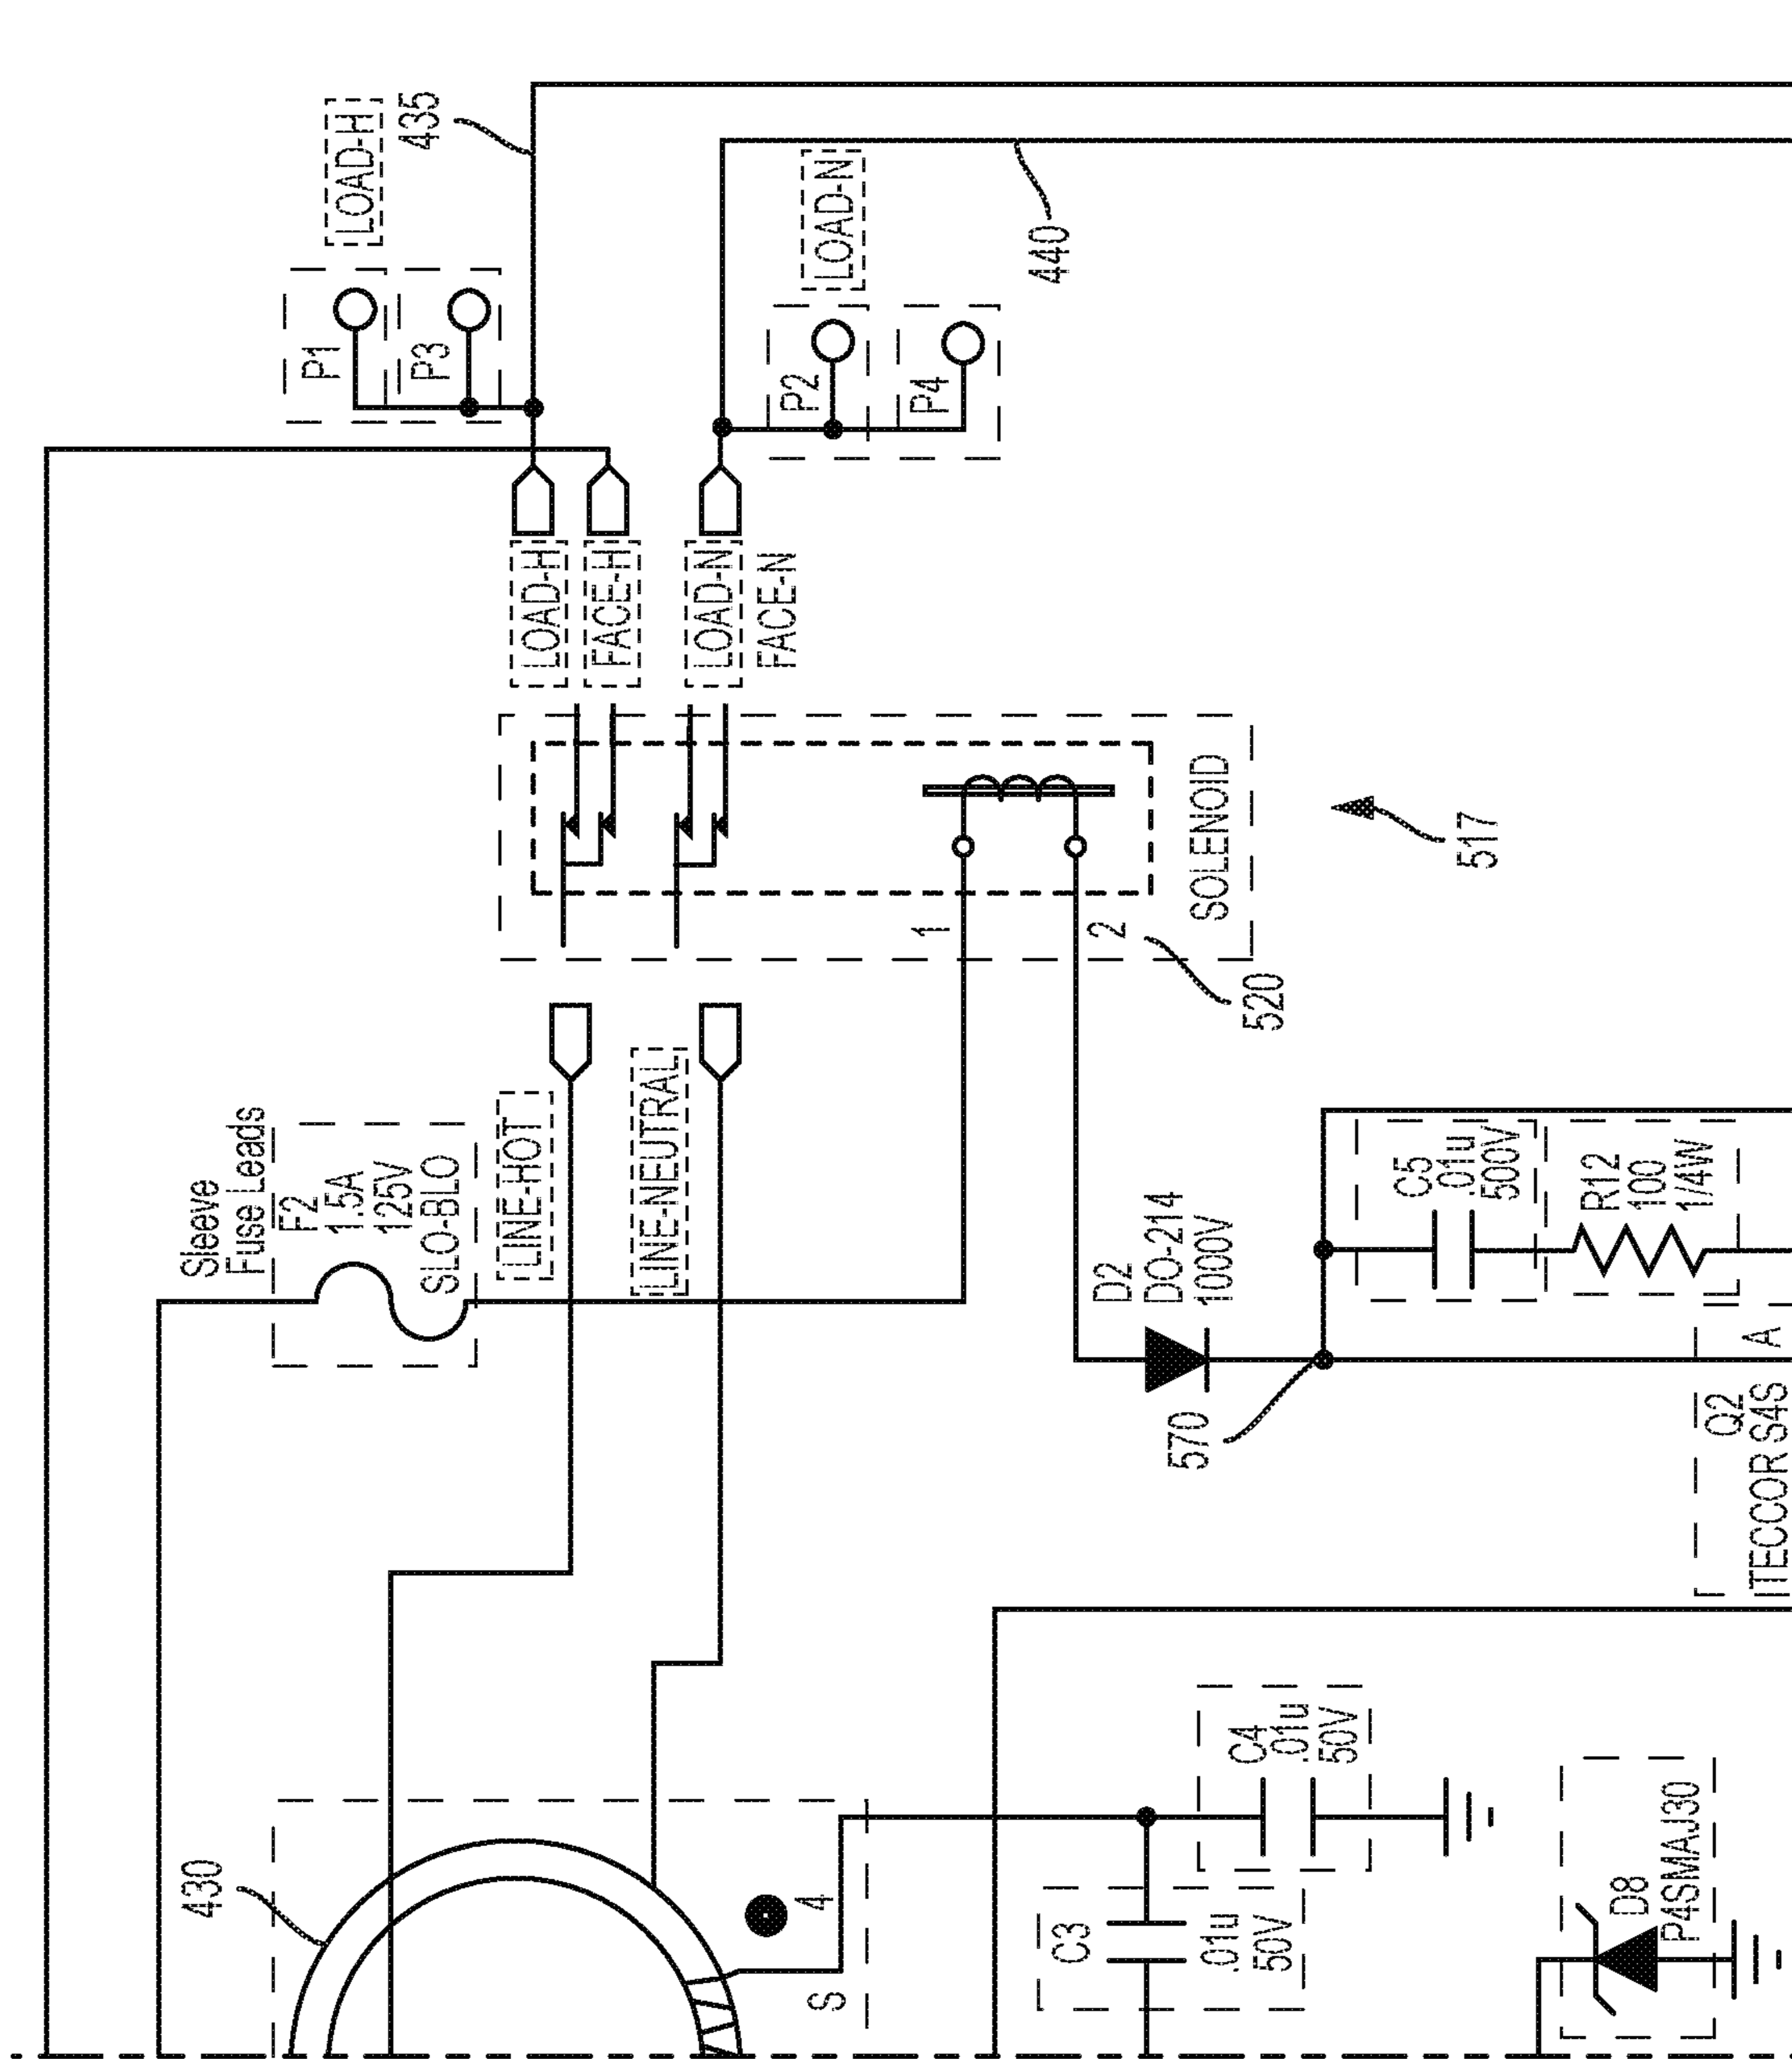 430
Sleeve
Fuse Leads
F2
1.5A
125V
SLO-BLO
LINE-HOT
LINE-NEUTRAL
LOAD-H
435
P1
P3
LOAD-H
FACE-H
LOAD-N
FACE-N
LOAD-N
P2
P4
440
1
2
SOLENOID
520
517
D2
DO-214
1000V
570
C5
.01u
500V
R12
100
1/4W
A
Q2
TECCOR S4S
S
4
C3
.01u
50V
C4
.01u
50V
D8
P4SMAJ30